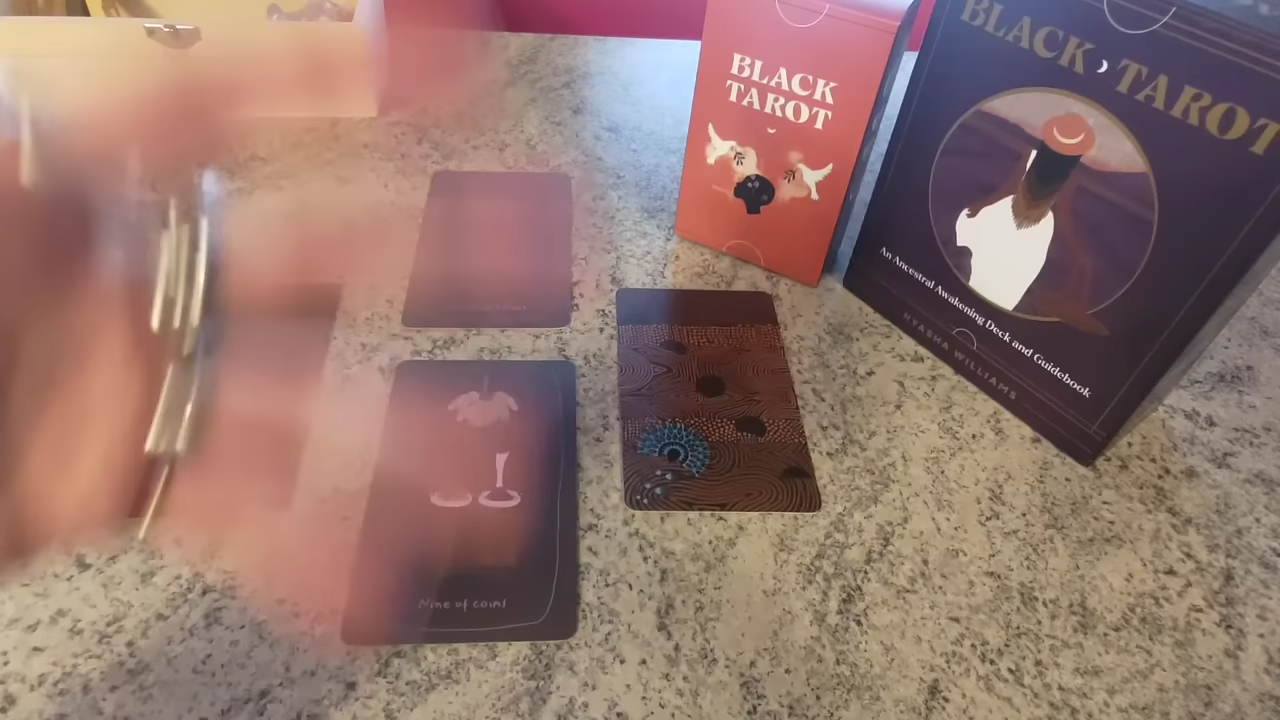 BLACK
TAROT
BLACK TAROT
An Ancestral Awakening Deck and Guidebook
NYASHA WILLIAMS
Nine of coins